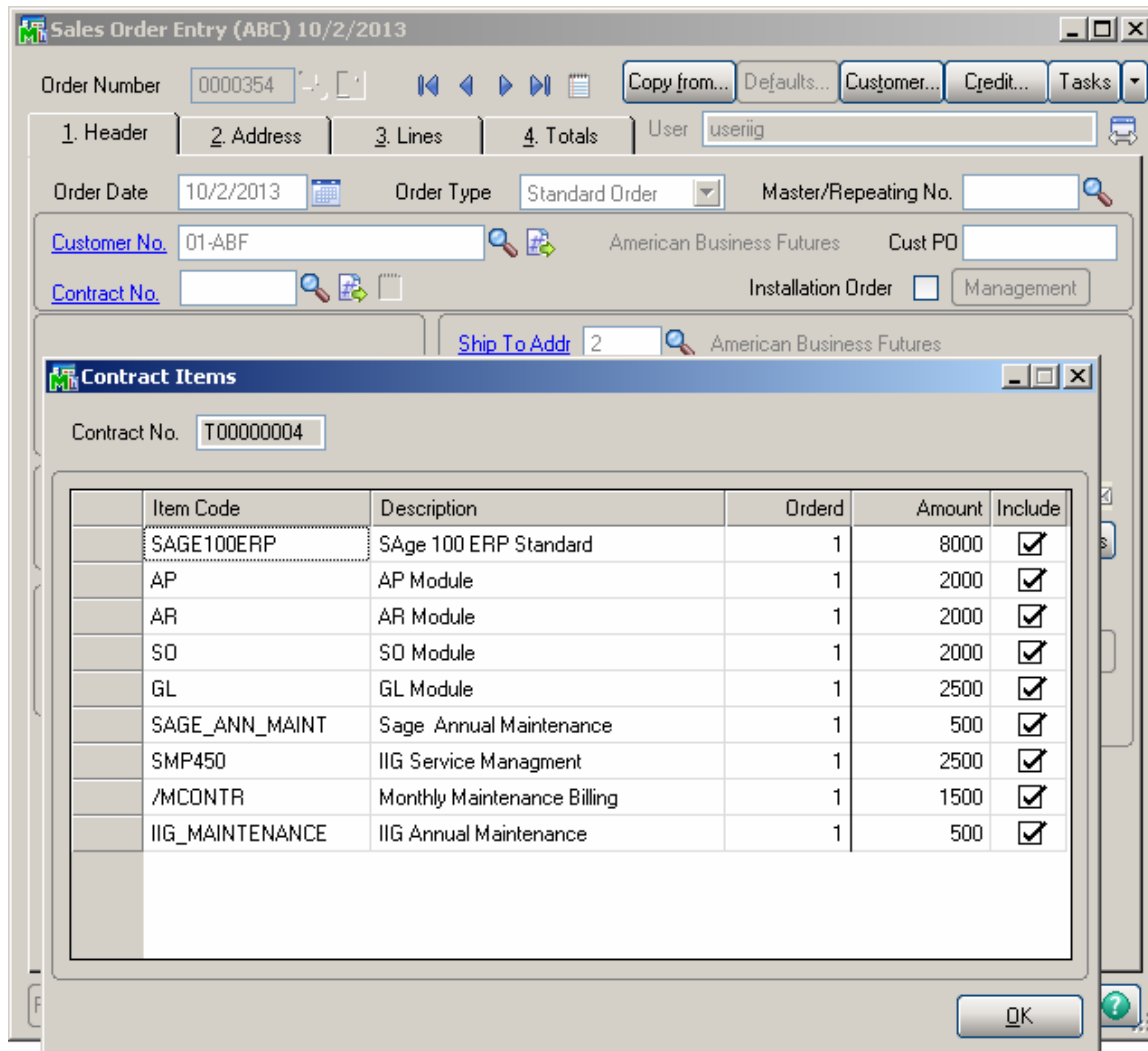 Sales Order Entry (ABC) 10/2/2013
Order Number 0000354 Copy from... Defaults... Customer... Credit... Tasks
1. Header 2. Address 3. Lines 4. Totals User useriig
Order Date 10/2/2013 Order Type Standard Order Master/Repeating No.
Customer No. 01-ABF American Business Futures Cust PO
Contract No. Installation Order Management
Ship To Addr 2 American Business Futures
Contract Items
Contract No. T00000004
Item Code Description Orderd Amount Include
SAGE100ERP SAge 100 ERP Standard 1 8000
AP AP Module 1 2000
AR AR Module 1 2000
SO SO Module 1 2000
GL GL Module 1 2500
SAGE_ANN_MAINT Sage Annual Maintenance 1 500
SMP450 IIG Service Managment 1 2500
/MCONTR Monthly Maintenance Billing 1 1500
IIG_MAINTENANCE IIG Annual Maintenance 1 500
OK